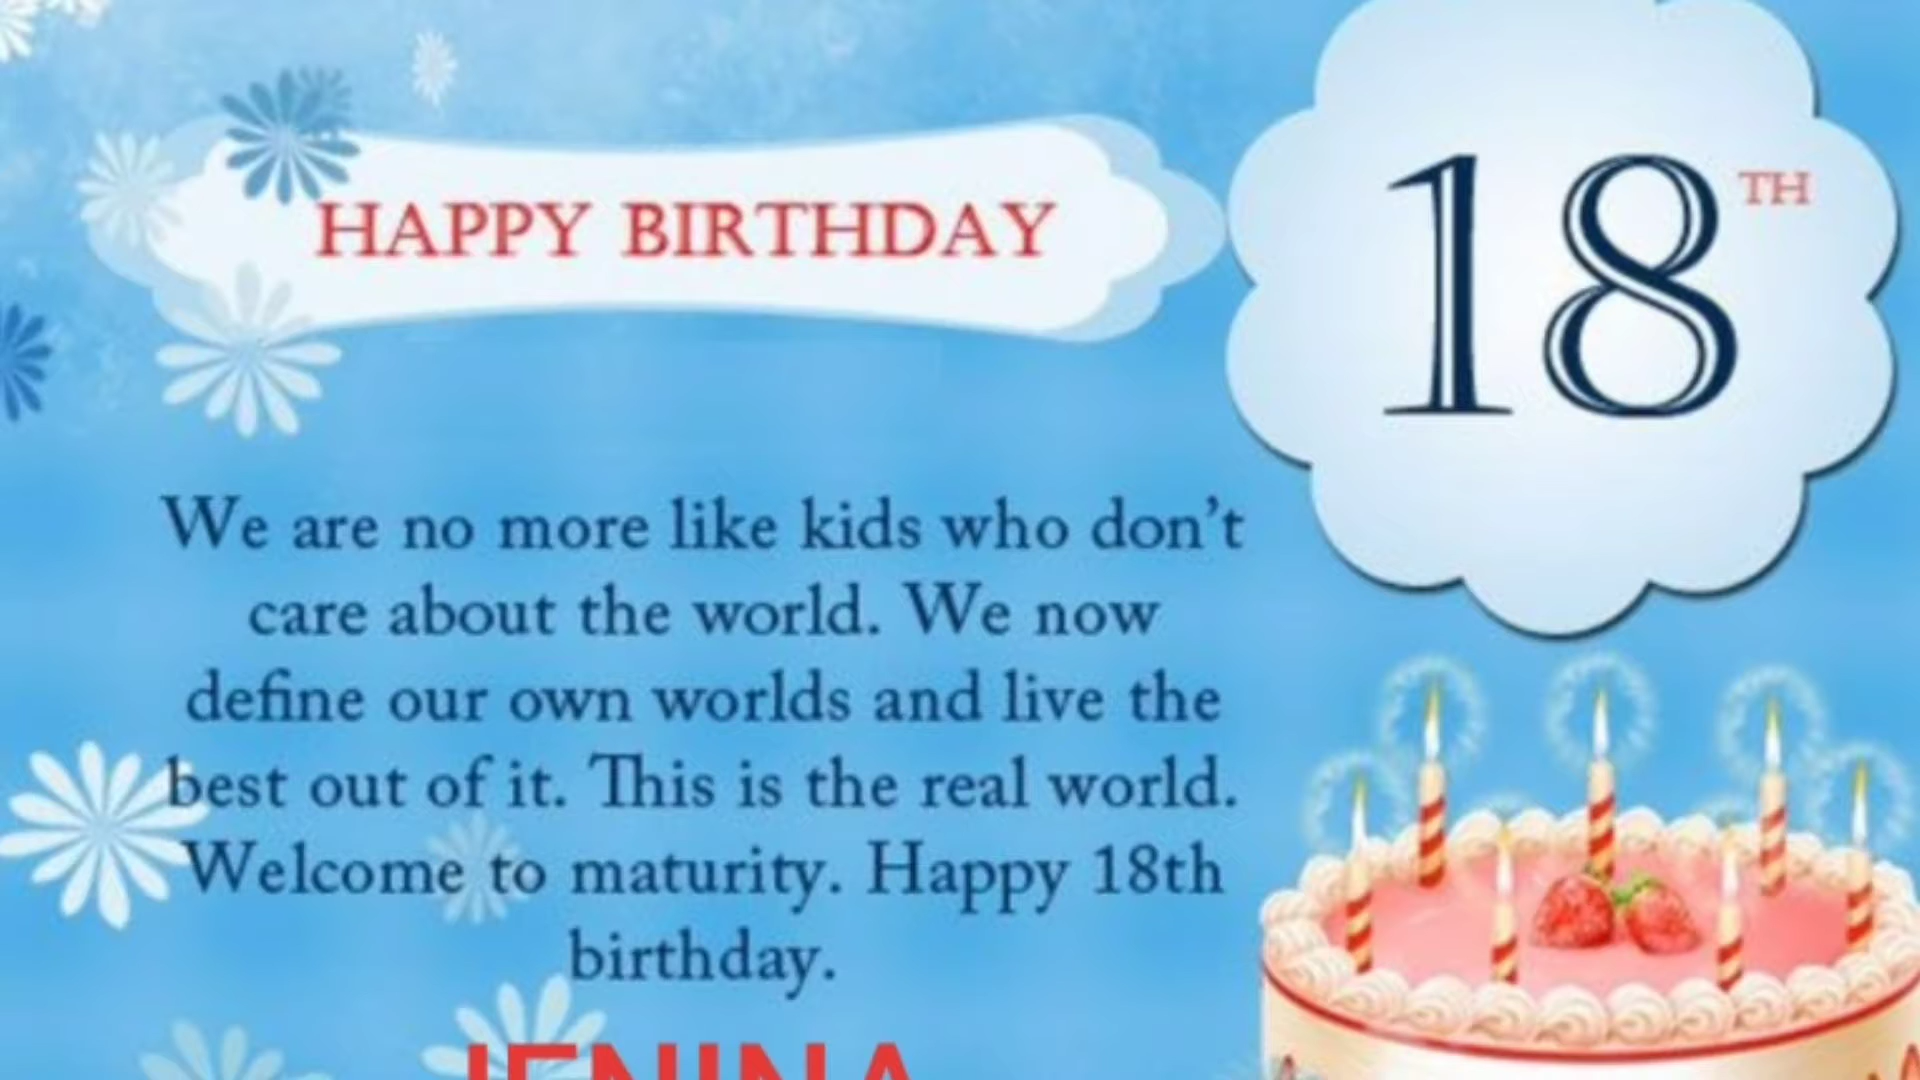 HAPPY BIRTHDAY
18TH
We are no more like kids who don't
care about the world. We now
define our own worlds and live the
best out of it. This is the real world.
Welcome to maturity. Happy 18th
birthday.
JENINA